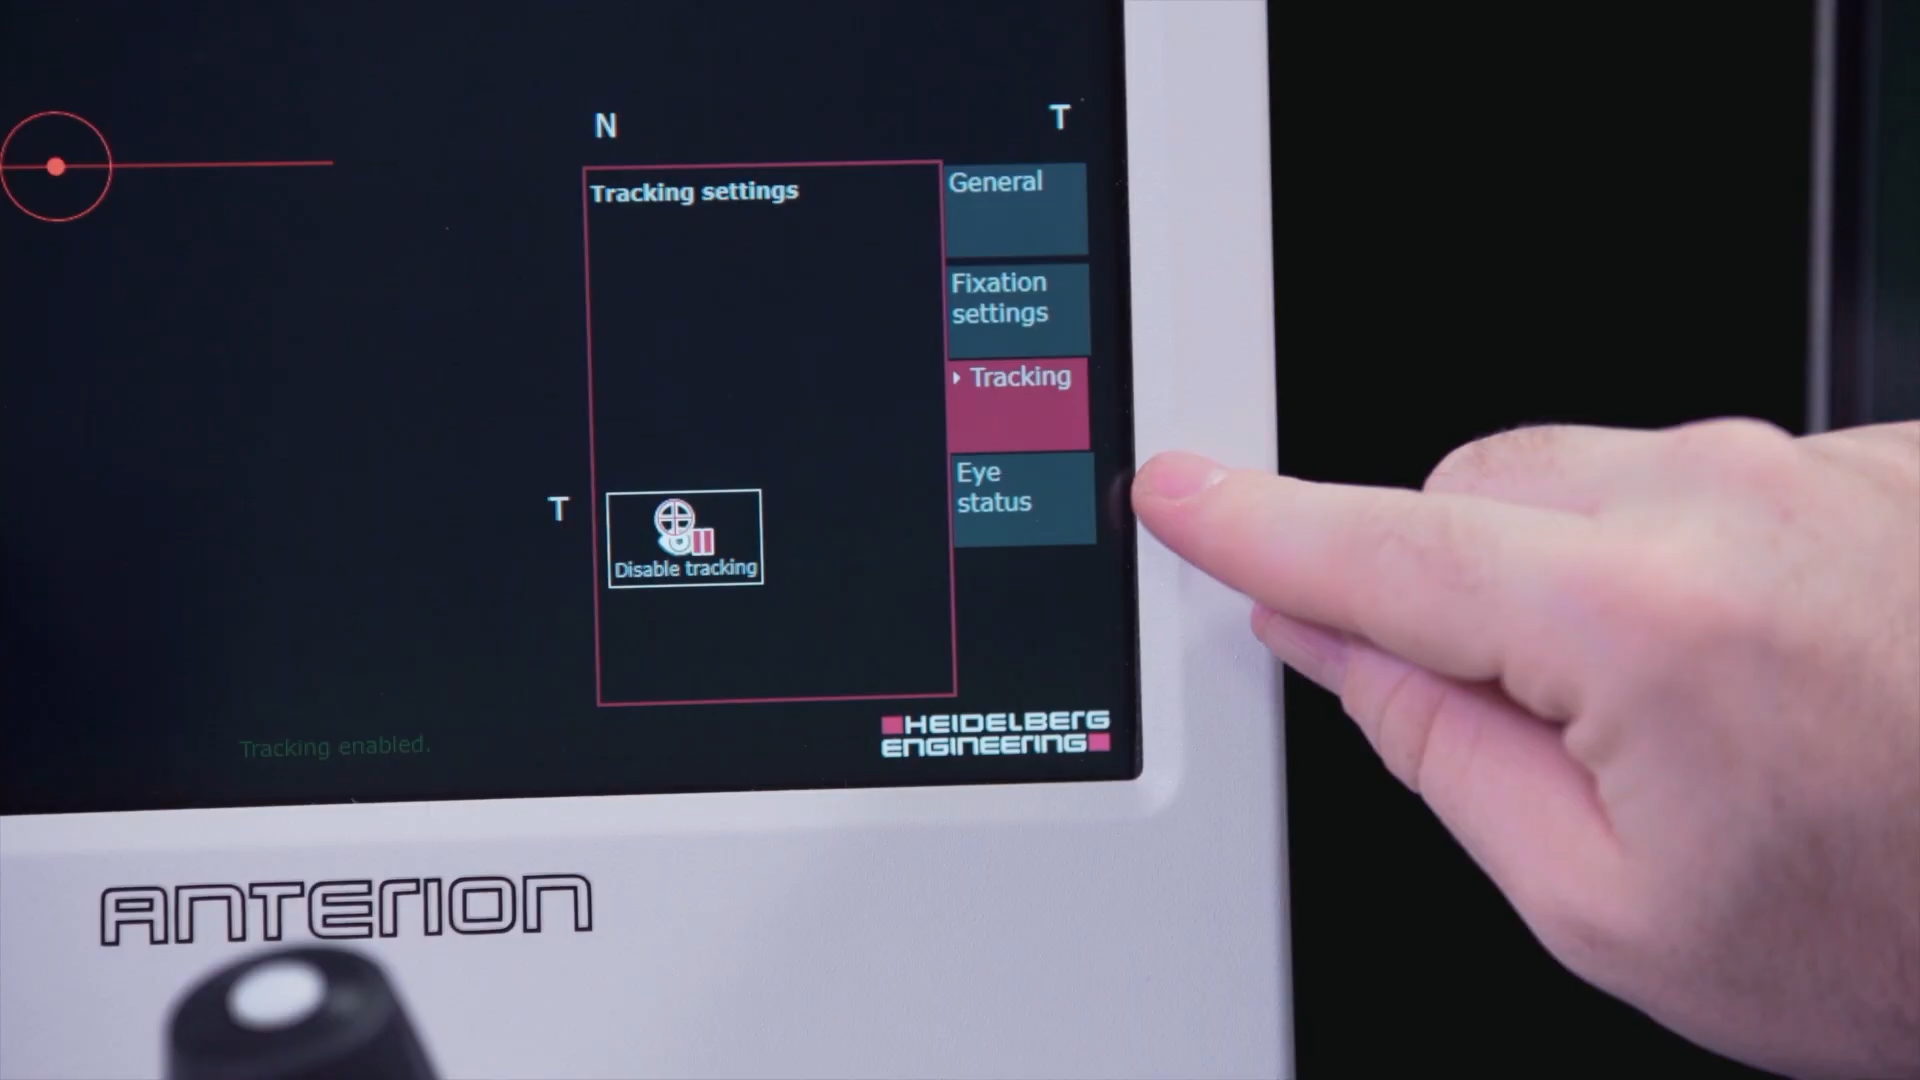 N
T
Tracking settings
General
Fixation
settings
Tracking
Eye
status
T
Disable tracking
Tracking enabled.
HEIDELBERG
ENGINEERING
ANTERION